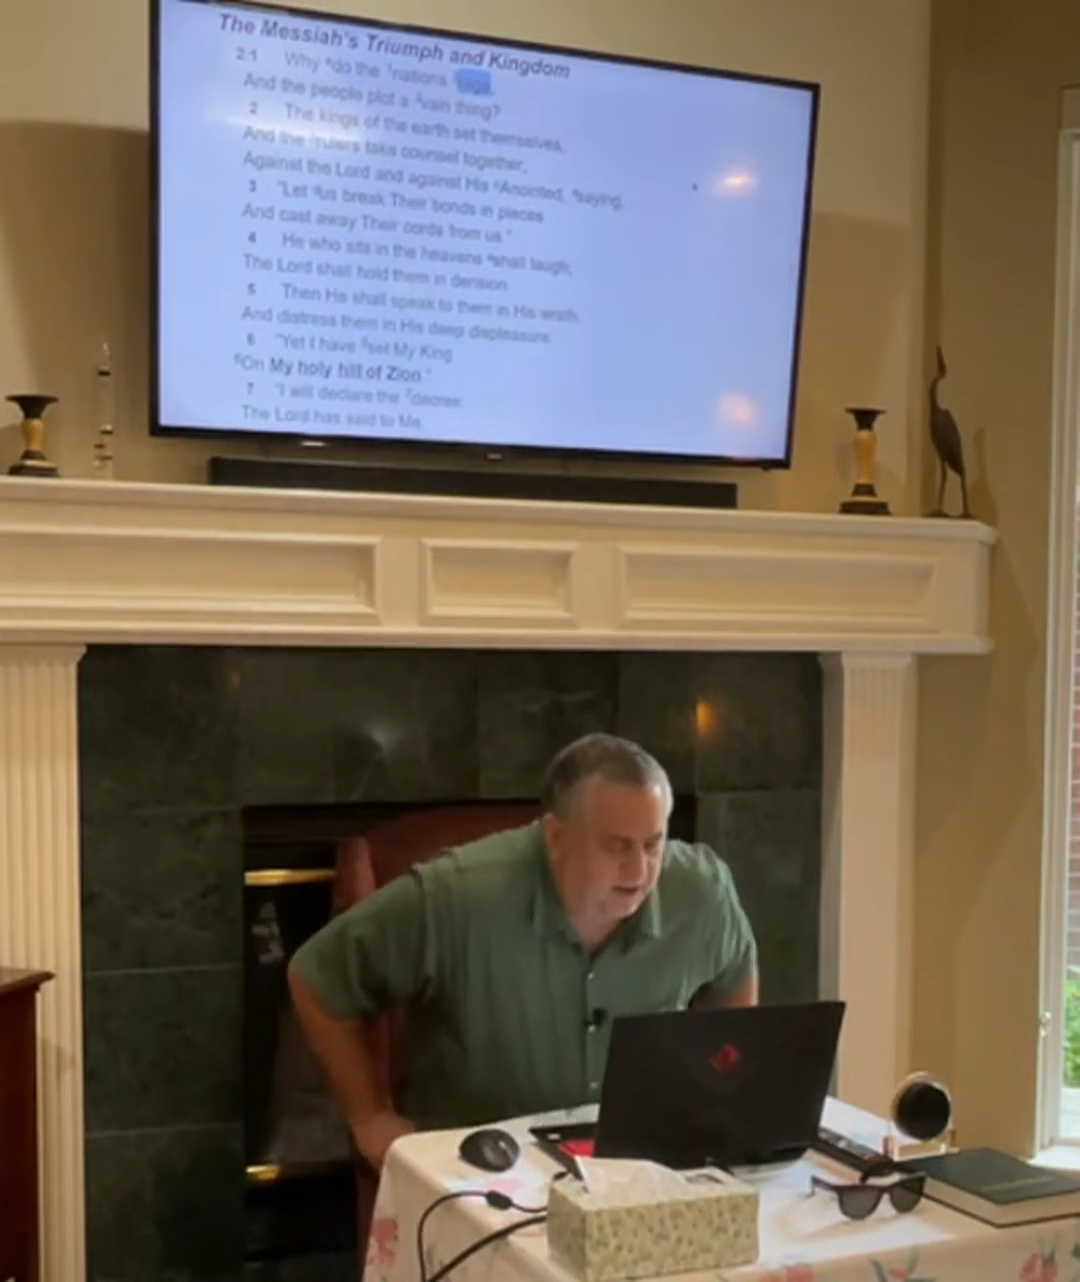 The Messiah's Triumph and Kingdom
2:1 Why ᵃdo the ¹nations ²rage,
And the people plot a ³vain thing?
2 The kings of the earth set themselves,
And the ¹rulers take counsel together,
Against the Lord and against His Anointed, saying,
3 "Let us break Their bonds in pieces
And cast away Their cords from us."
4 He who sits in the heavens shall laugh;
The Lord shall hold them in derision.
5 Then He shall speak to them in His wrath,
And distress them in His deep displeasure:
6 "Yet I have set My King
On My holy hill of Zion."
7 "I will declare the decree:
The Lord has said to Me,